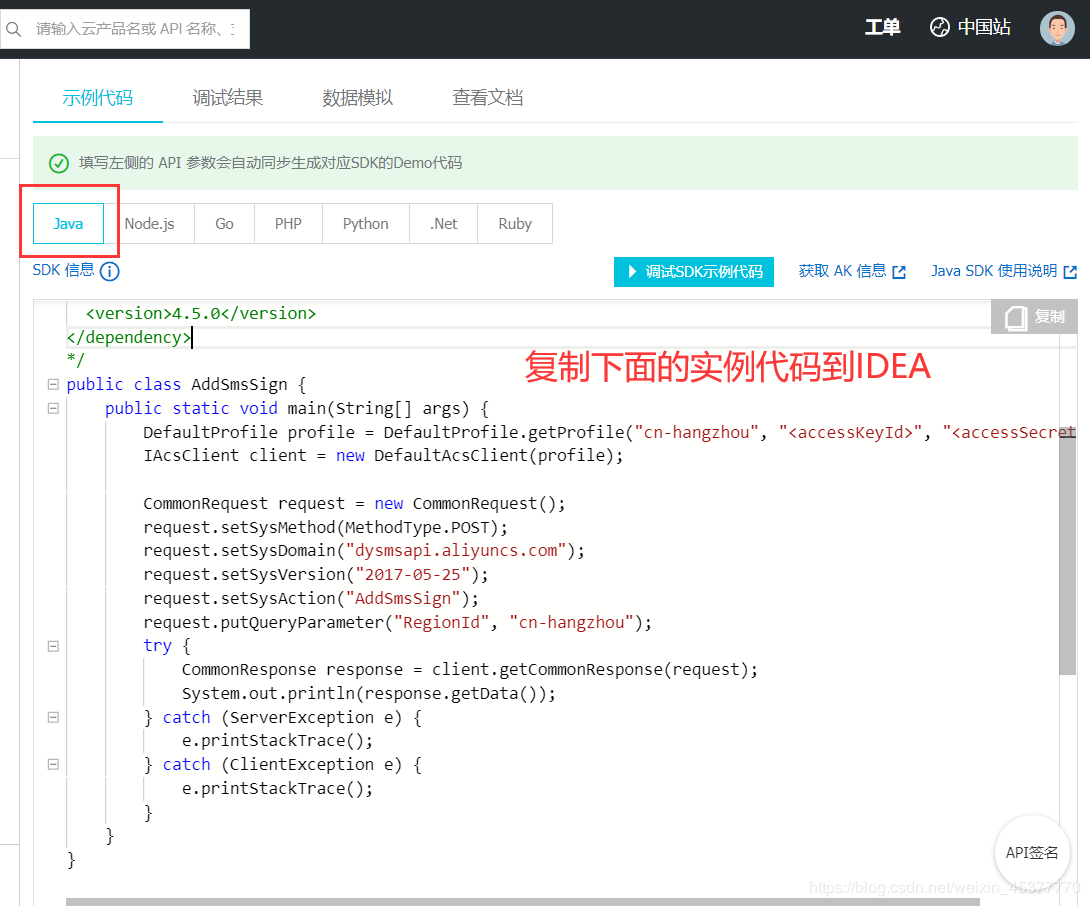 请输入云产品名或 API 名称、
工单 中国站
示例代码 调试结果 数据模拟 查看文档
填写左侧的 API 参数会自动同步生成对应SDK的Demo代码
Java Node.js Go PHP Python .Net Ruby
SDK 信息 调试SDK示例代码 获取 AK 信息 Java SDK 使用说明
<version>4.5.0</version> 复制
</dependency>
*/
复制下面的实例代码到IDEA
public class AddSmsSign {
public static void main(String[] args) {
DefaultProfile profile = DefaultProfile.getProfile("cn-hangzhou", "<accessKeyId>", "<accessSecret
IAcsClient client = new DefaultAcsClient(profile);
CommonRequest request = new CommonRequest();
request.setSysMethod(MethodType.POST);
request.setSysDomain("dysmsapi.aliyuncs.com");
request.setSysVersion("2017-05-25");
request.setSysAction("AddSmsSign");
request.putQueryParameter("RegionId", "cn-hangzhou");
try {
CommonResponse response = client.getCommonResponse(request);
System.out.println(response.getData());
} catch (ServerException e) {
e.printStackTrace();
} catch (ClientException e) {
e.printStackTrace();
}
}
}
API签名
https://blog.csdn.net/weixin_45377770